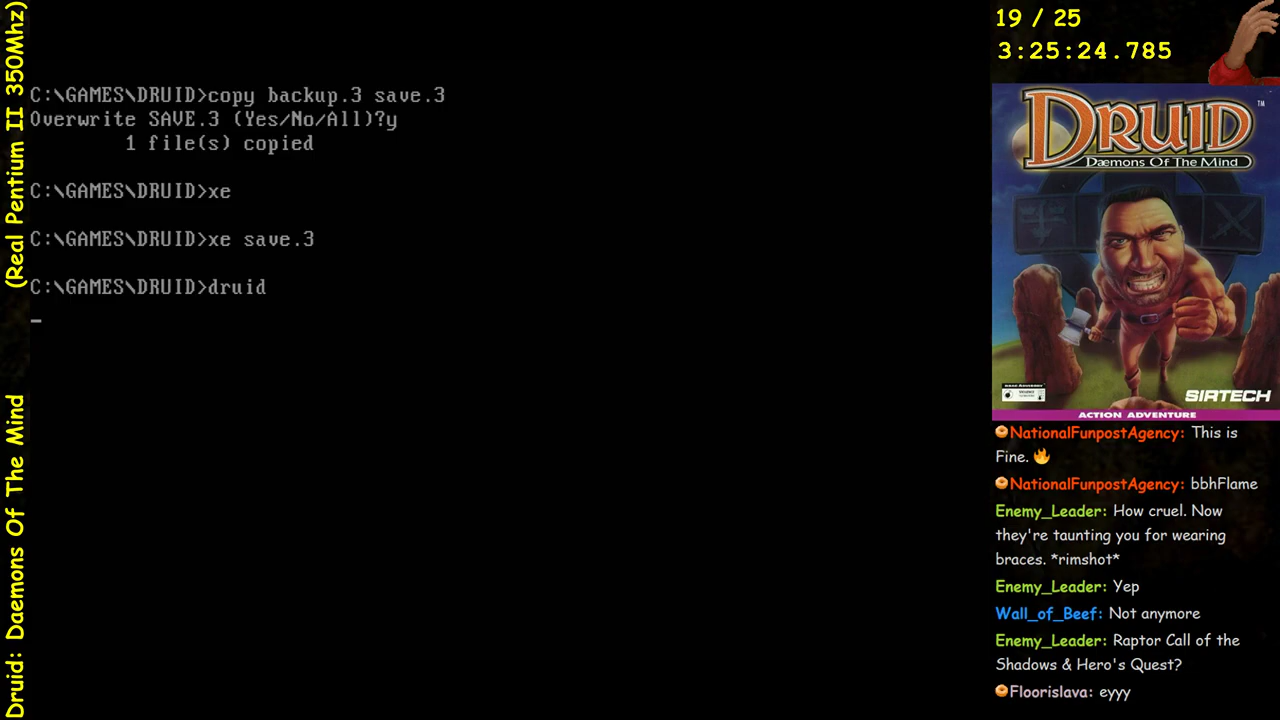 Druid: Daemons Of The Mind (Real Pentium II 350Mhz)
C:\GAMES\DRUID>copy backup.3 save.3
Overwrite SAVE.3 (Yes/No/All)?y
1 file(s) copied
C:\GAMES\DRUID>xe
C:\GAMES\DRUID>xe save.3
C:\GAMES\DRUID>druid
19 / 25
3:25:24.785
DRUID™
Dæmons Of The Mind
SIRTECH
ACTION ADVENTURE
NationalFunpostAgency: This is
Fine. 🔥
NationalFunpostAgency: bbhFlame
Enemy_Leader: How cruel. Now
they're taunting you for wearing
braces. *rimshot*
Enemy_Leader: Yep
Wall_of_Beef: Not anymore
Enemy_Leader: Raptor Call of the
Shadows & Hero's Quest?
Floorislava: eyyy